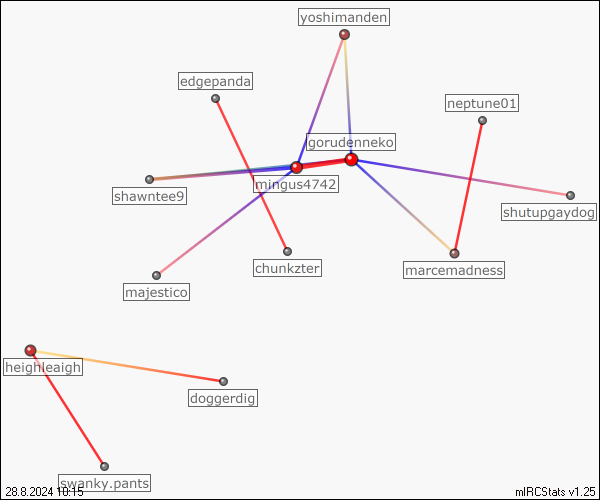 yoshimanden
edgepanda
neptune01
gorudenneko
mingus4742
shawntee9
shutupgaydog
chunkzter
marcemadness
majestico
heighleaigh
doggerdig
swanky.pants
28.8.2024 10:15
mIRCStats v1.25